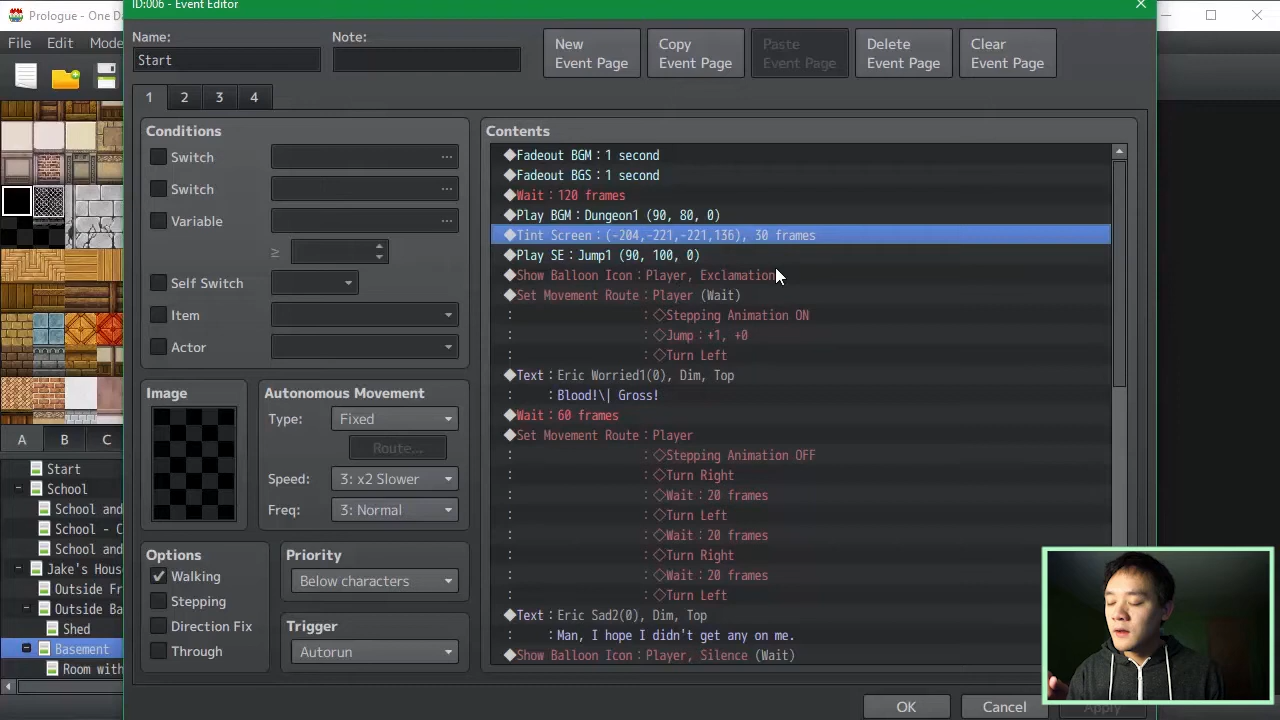 Prologue - One Da
ID:006 - Event Editor
File Edit Mode
Name:
Start
Note:
New
Event Page
Copy
Event Page
Paste
Event Page
Delete
Event Page
Clear
Event Page
1 2 3 4
Conditions
Switch ...
Switch ...
Variable ...
≥
Self Switch
Item
Actor
Image
Autonomous Movement
Type: Fixed
Route...
Speed: 3: x2 Slower
Freq: 3: Normal
Options
Walking
Stepping
Direction Fix
Through
Priority
Below characters
Trigger
Autorun
Contents
◆Fadeout BGM : 1 second
◆Fadeout BGS : 1 second
◆Wait : 120 frames
◆Play BGM : Dungeon1 (90, 80, 0)
◆Tint Screen : (-204,-221,-221,136), 30 frames
◆Play SE : Jump1 (90, 100, 0)
◆Show Balloon Icon : Player, Exclamation
◆Set Movement Route : Player (Wait)
: : ◇Stepping Animation ON
: : ◇Jump : +1, +0
: : ◇Turn Left
◆Text : Eric Worried1(0), Dim, Top
: : Blood!\| Gross!
◆Wait : 60 frames
◆Set Movement Route : Player
: : ◇Stepping Animation OFF
: : ◇Turn Right
: : ◇Wait : 20 frames
: : ◇Turn Left
: : ◇Wait : 20 frames
: : ◇Turn Right
: : ◇Wait : 20 frames
: : ◇Turn Left
◆Text : Eric Sad2(0), Dim, Top
: : Man, I hope I didn't get any on me.
◆Show Balloon Icon : Player, Silence (Wait)
A B C
Start
School
School and
School - C
School and
Jake's Hous
Outside Fr
Outside Ba
Shed
Basement
Room with
OK
Cancel
Apply